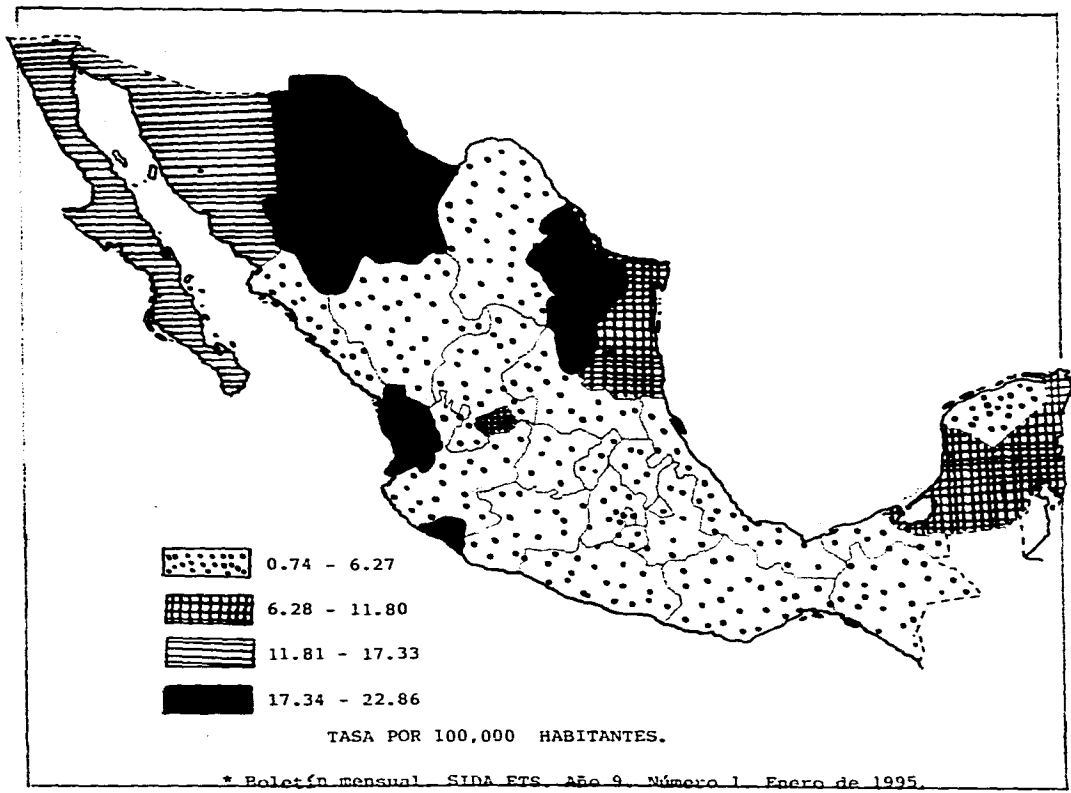 0.74 - 6.27
6.28 - 11.80
11.81 - 17.33
17.34 - 22.86
TASA POR 100,000 HABITANTES.
* Boletín mensual SIDA ETS. Año 9. Número 1 Enero de 1995.